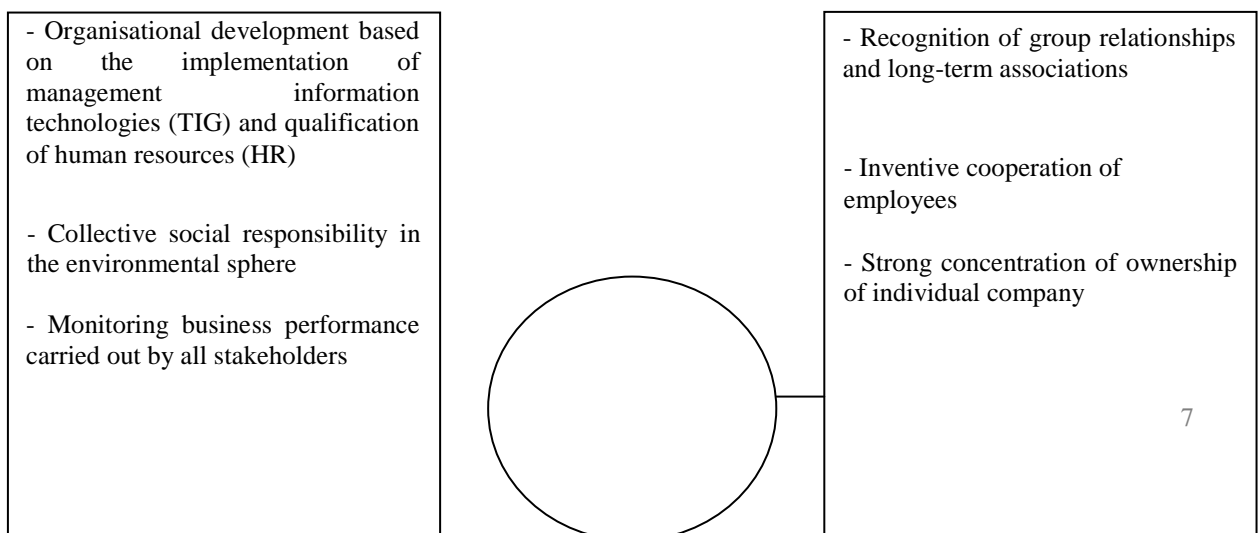 - Organisational development based
on the implementation of
management information
technologies (TIG) and qualification
of human resources (HR)
- Collective social responsibility in
the environmental sphere
- Monitoring business performance
carried out by all stakeholders
- Recognition of group relationships
and long-term associations
- Inventive cooperation of
employees
- Strong concentration of ownership
of individual company
7